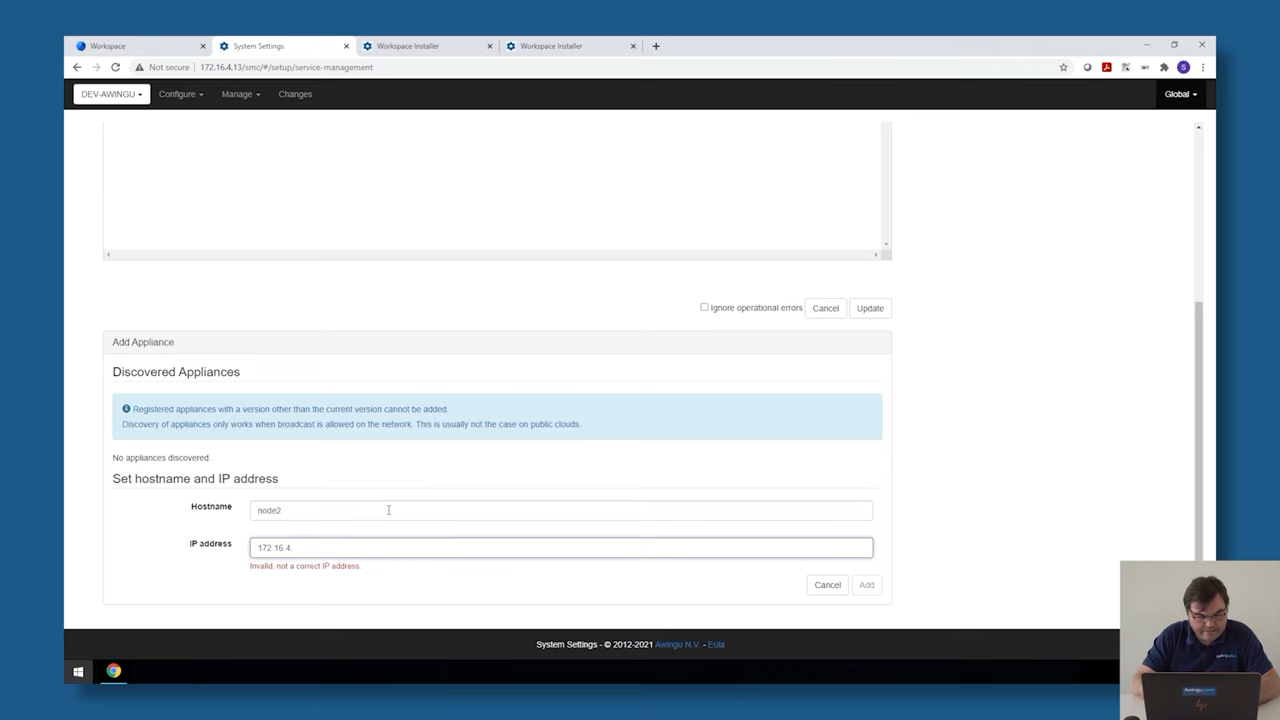 Workspace
System Settings
Workspace Installer
Workspace Installer
Not secure
172.16.4.13/smc/#/setup/service-management
DEV-AWINGU
Configure
Manage
Changes
Global
Ignore operational errors
Cancel
Update
Add Appliance
Discovered Appliances
Registered appliances with a version other than the current version cannot be added.
Discovery of appliances only works when broadcast is allowed on the network. This is usually not the case on public clouds.
No appliances discovered.
Set hostname and IP address
Hostname
node2
IP address
172.16.4.
Invalid, not a correct IP address.
Cancel
Add
System Settings - © 2012-2021 Awingu N.V. - Eula
Awingu.com
hp